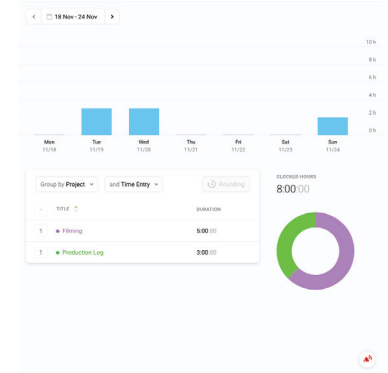 18 Nov - 24 Nov
10 h
8 h
6 h
4 h
2 h
0 h
Mon Tue Wed Thu Fri Sat Sun
11/18 11/19 11/20 11/21 11/22 11/23 11/24
Group by Project and Time Entry Rounding
CLOCKED HOURS
8:00:00
TITLE DURATION
1 Filming 5:00:00
1 Production Log 3:00:00